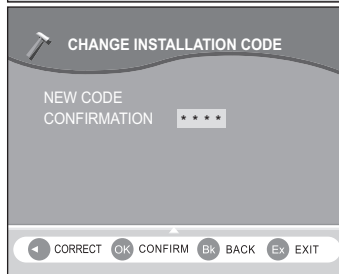 CHANGE INSTALLATION CODE
NEW CODE
CONFIRMATION * * * *
OK CONFIRM Bk BACK Ex EXIT CORRECT